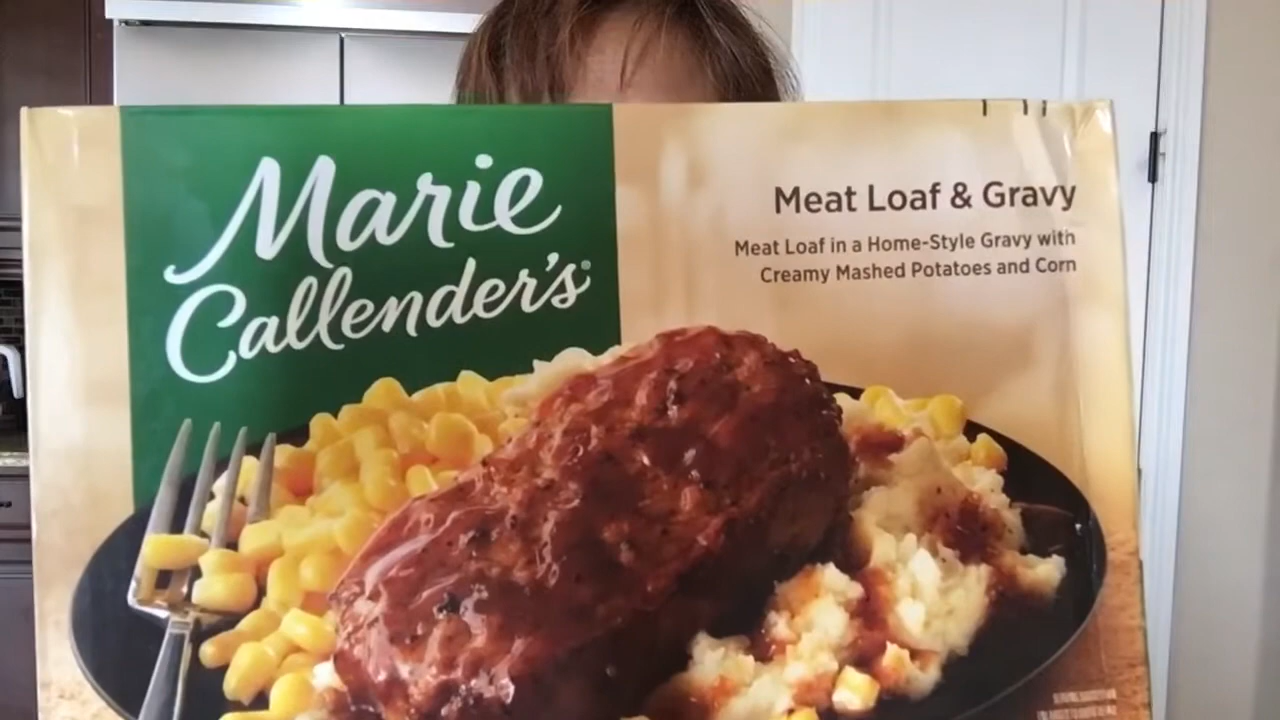 Marie
Callender's®
Meat Loaf & Gravy
Meat Loaf in a Home-Style Gravy with
Creamy Mashed Potatoes and Corn